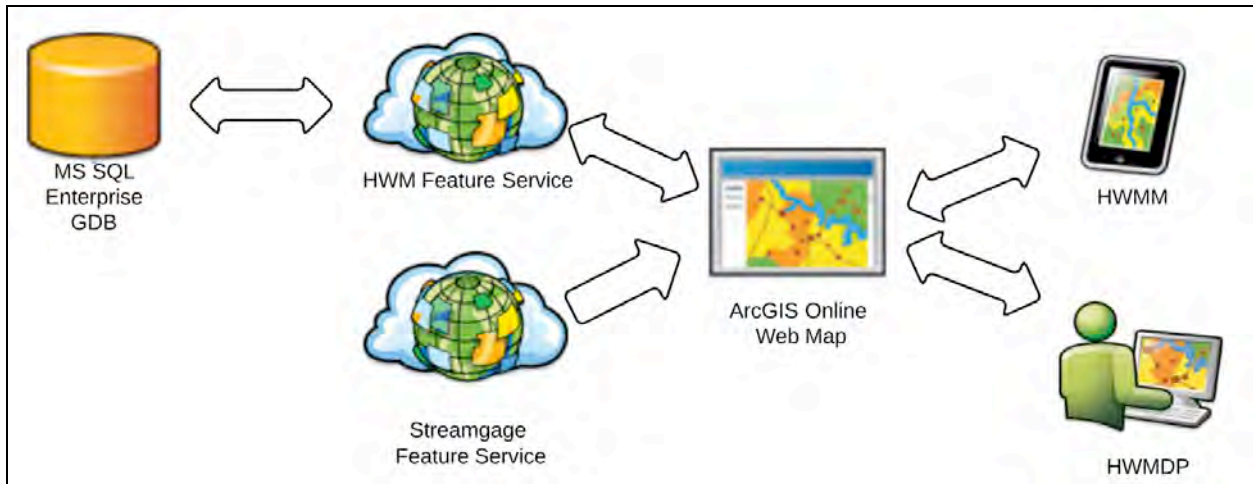 MS SQL
Enterprise
GDB
HWM Feature Service
Streamgage
Feature Service
ArcGIS Online
Web Map
HWMM
HWMDP